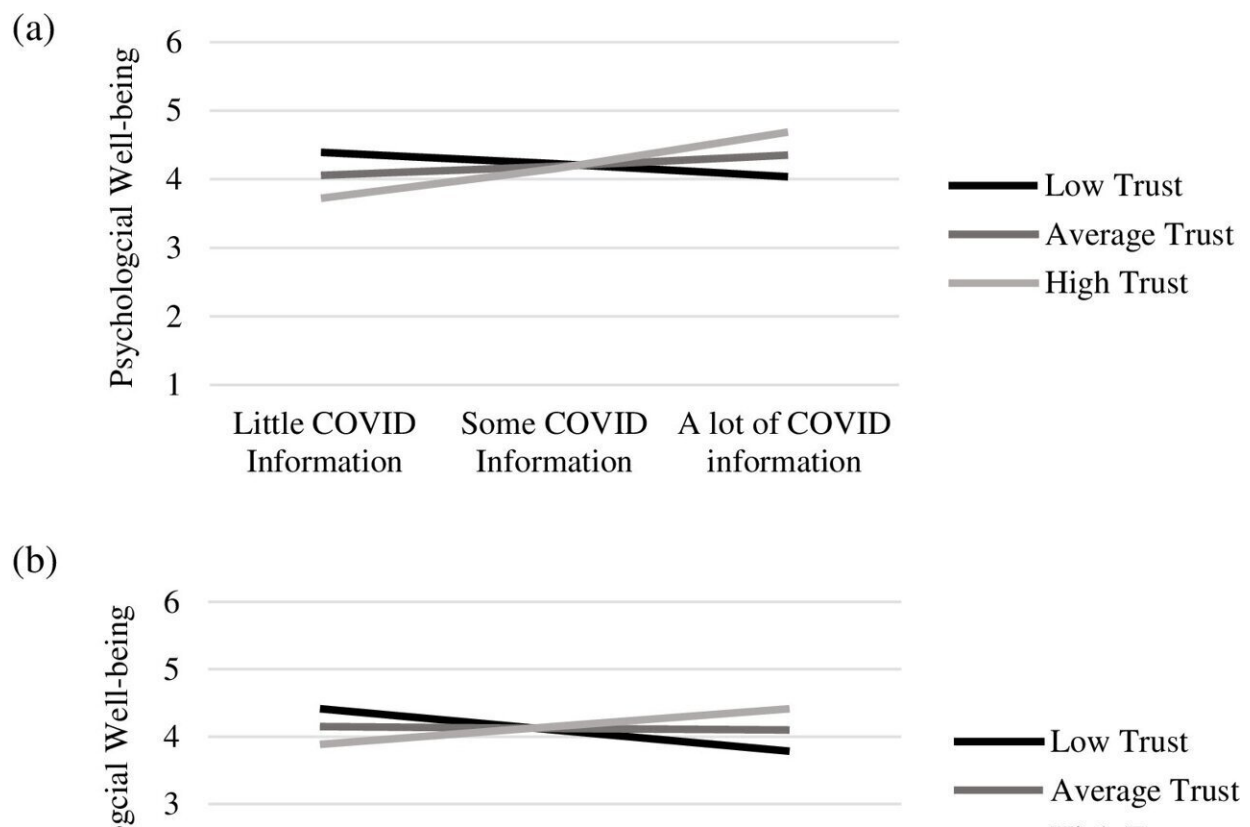 (a)
6
5
4
3
2
1
Psychologcial Well-being
Little COVID
Information
Some COVID
Information
A lot of COVID
information
Low Trust
Average Trust
High Trust
(b)
6
5
4
3
Well-being
Low Trust
Average Trust